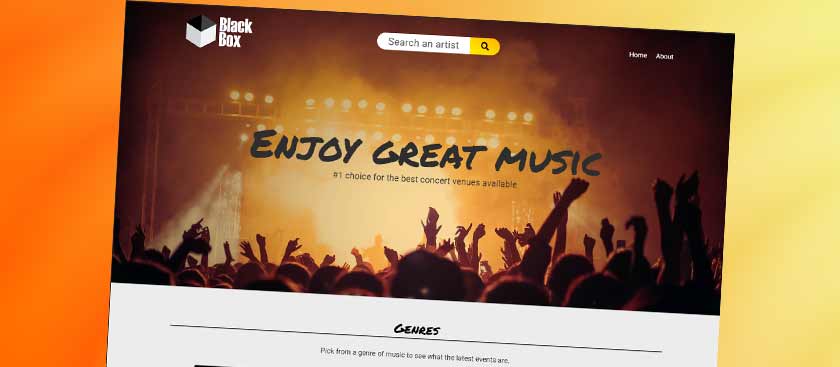 Black
Box
Search an artist
Home About
Enjoy great music
#1 choice for the best concert venues available
Genres
Pick from a genre of music to see what the latest events are.